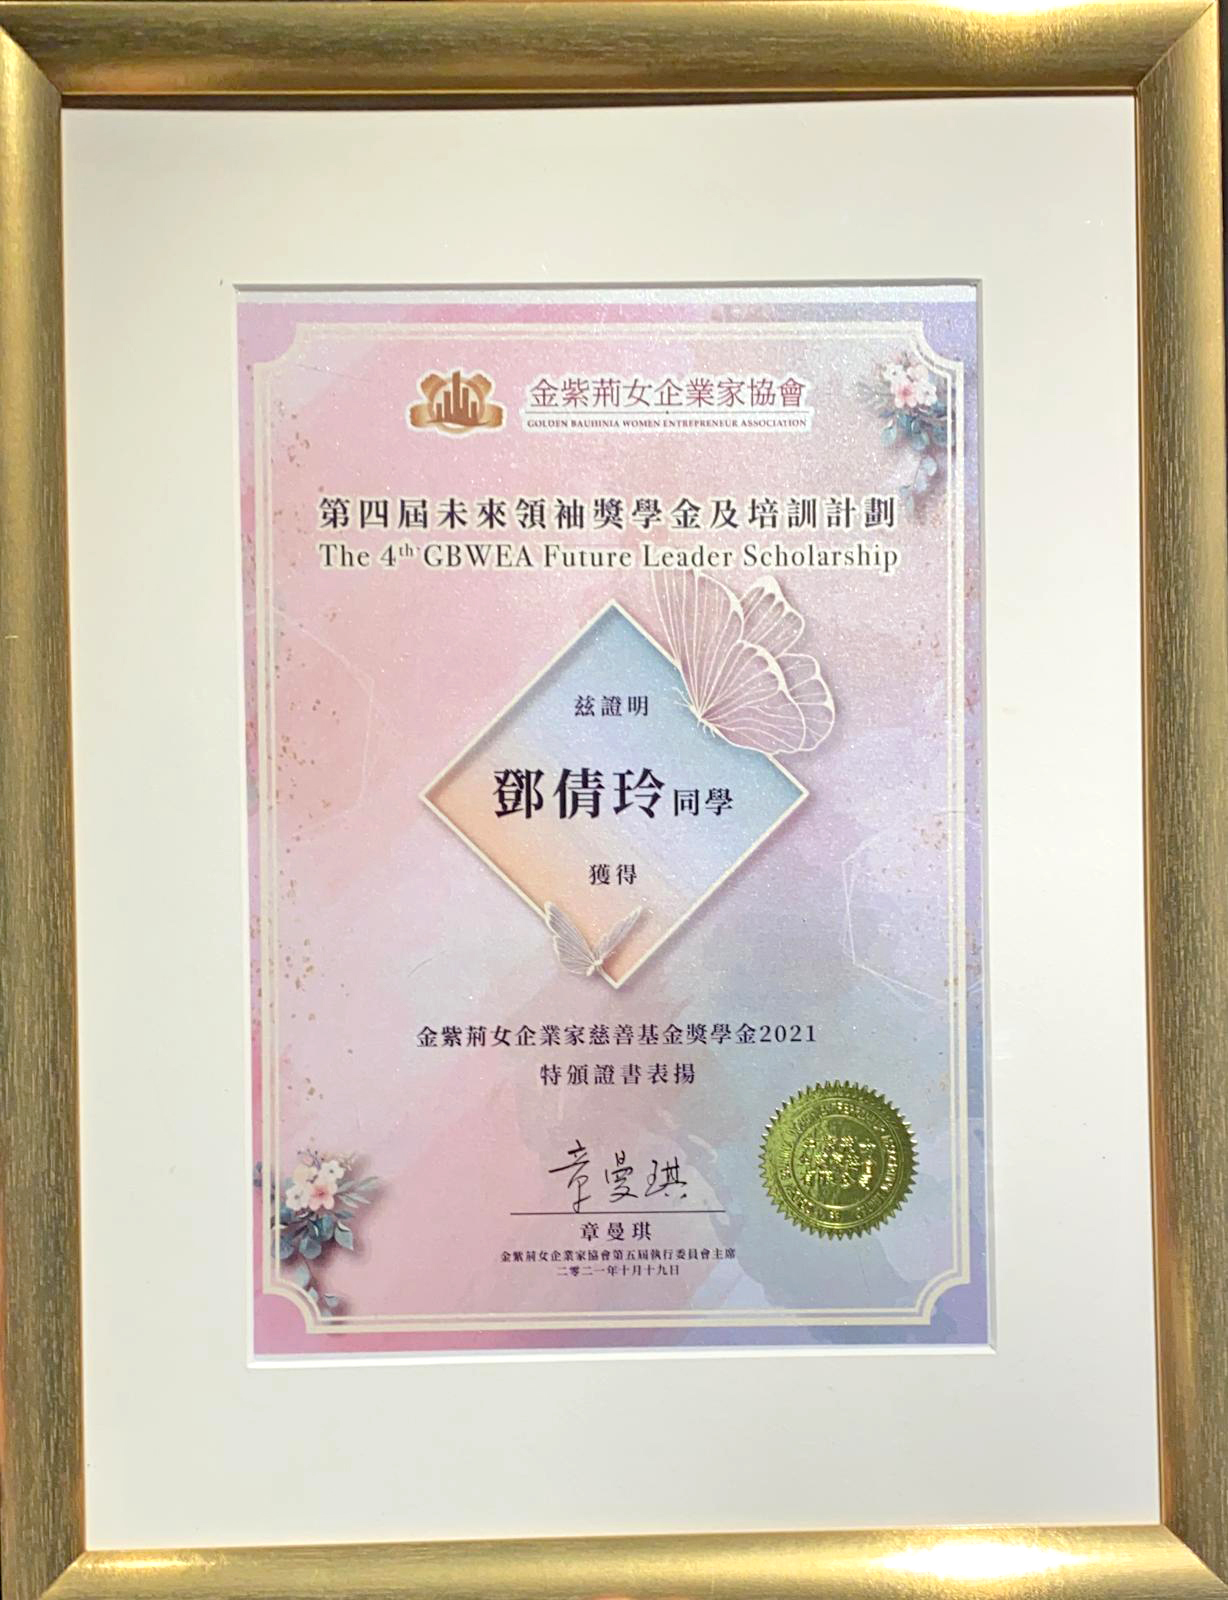 金紫荊女企業家協會
GOLDEN BAUHINIA WOMEN ENTREPRENEUR ASSOCIATION
第四屆未來領袖獎學金及培訓計劃
The 4th GBWEA Future Leader Scholarship
茲證明
鄧倩玲同學
獲得
金紫荊女企業家慈善基金獎學金2021
特頒證書表揚
章曼琪
章曼琪
金紫荊女企業家協會第五屆執行委員會主席
二零二一年十月十九日